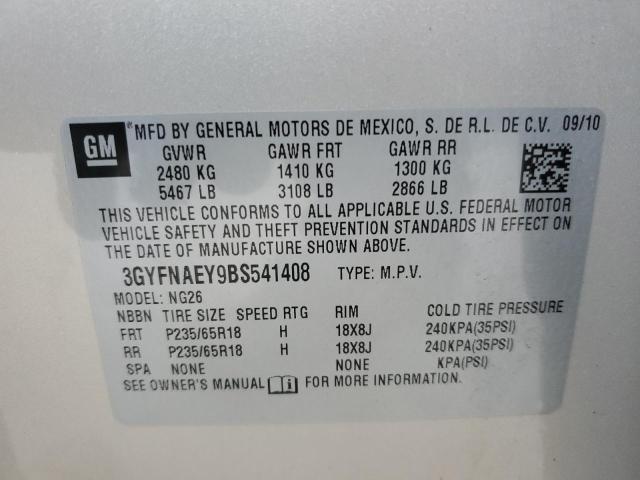 GM ® MFD BY GENERAL MOTORS DE MEXICO, S. DE R.L. DE C.V. 09/10
GVWR GAWR FRT GAWR RR
2480 KG 1410 KG 1300 KG
5467 LB 3108 LB 2866 LB
THIS VEHICLE CONFORMS TO ALL APPLICABLE U.S. FEDERAL MOTOR
VEHICLE SAFETY AND THEFT PREVENTION STANDARDS IN EFFECT ON
THE DATE OF MANUFACTURE SHOWN ABOVE.
3GYFNAEY9BS541408 TYPE: M.P.V.
MODEL: NG26
NBBN TIRE SIZE SPEED RTG RIM COLD TIRE PRESSURE
FRT P235/65R18 H 18X8J 240KPA(35PSI)
RR P235/65R18 H 18X8J 240KPA(35PSI)
SPA NONE NONE KPA(PSI)
SEE OWNER'S MANUAL i FOR MORE INFORMATION.